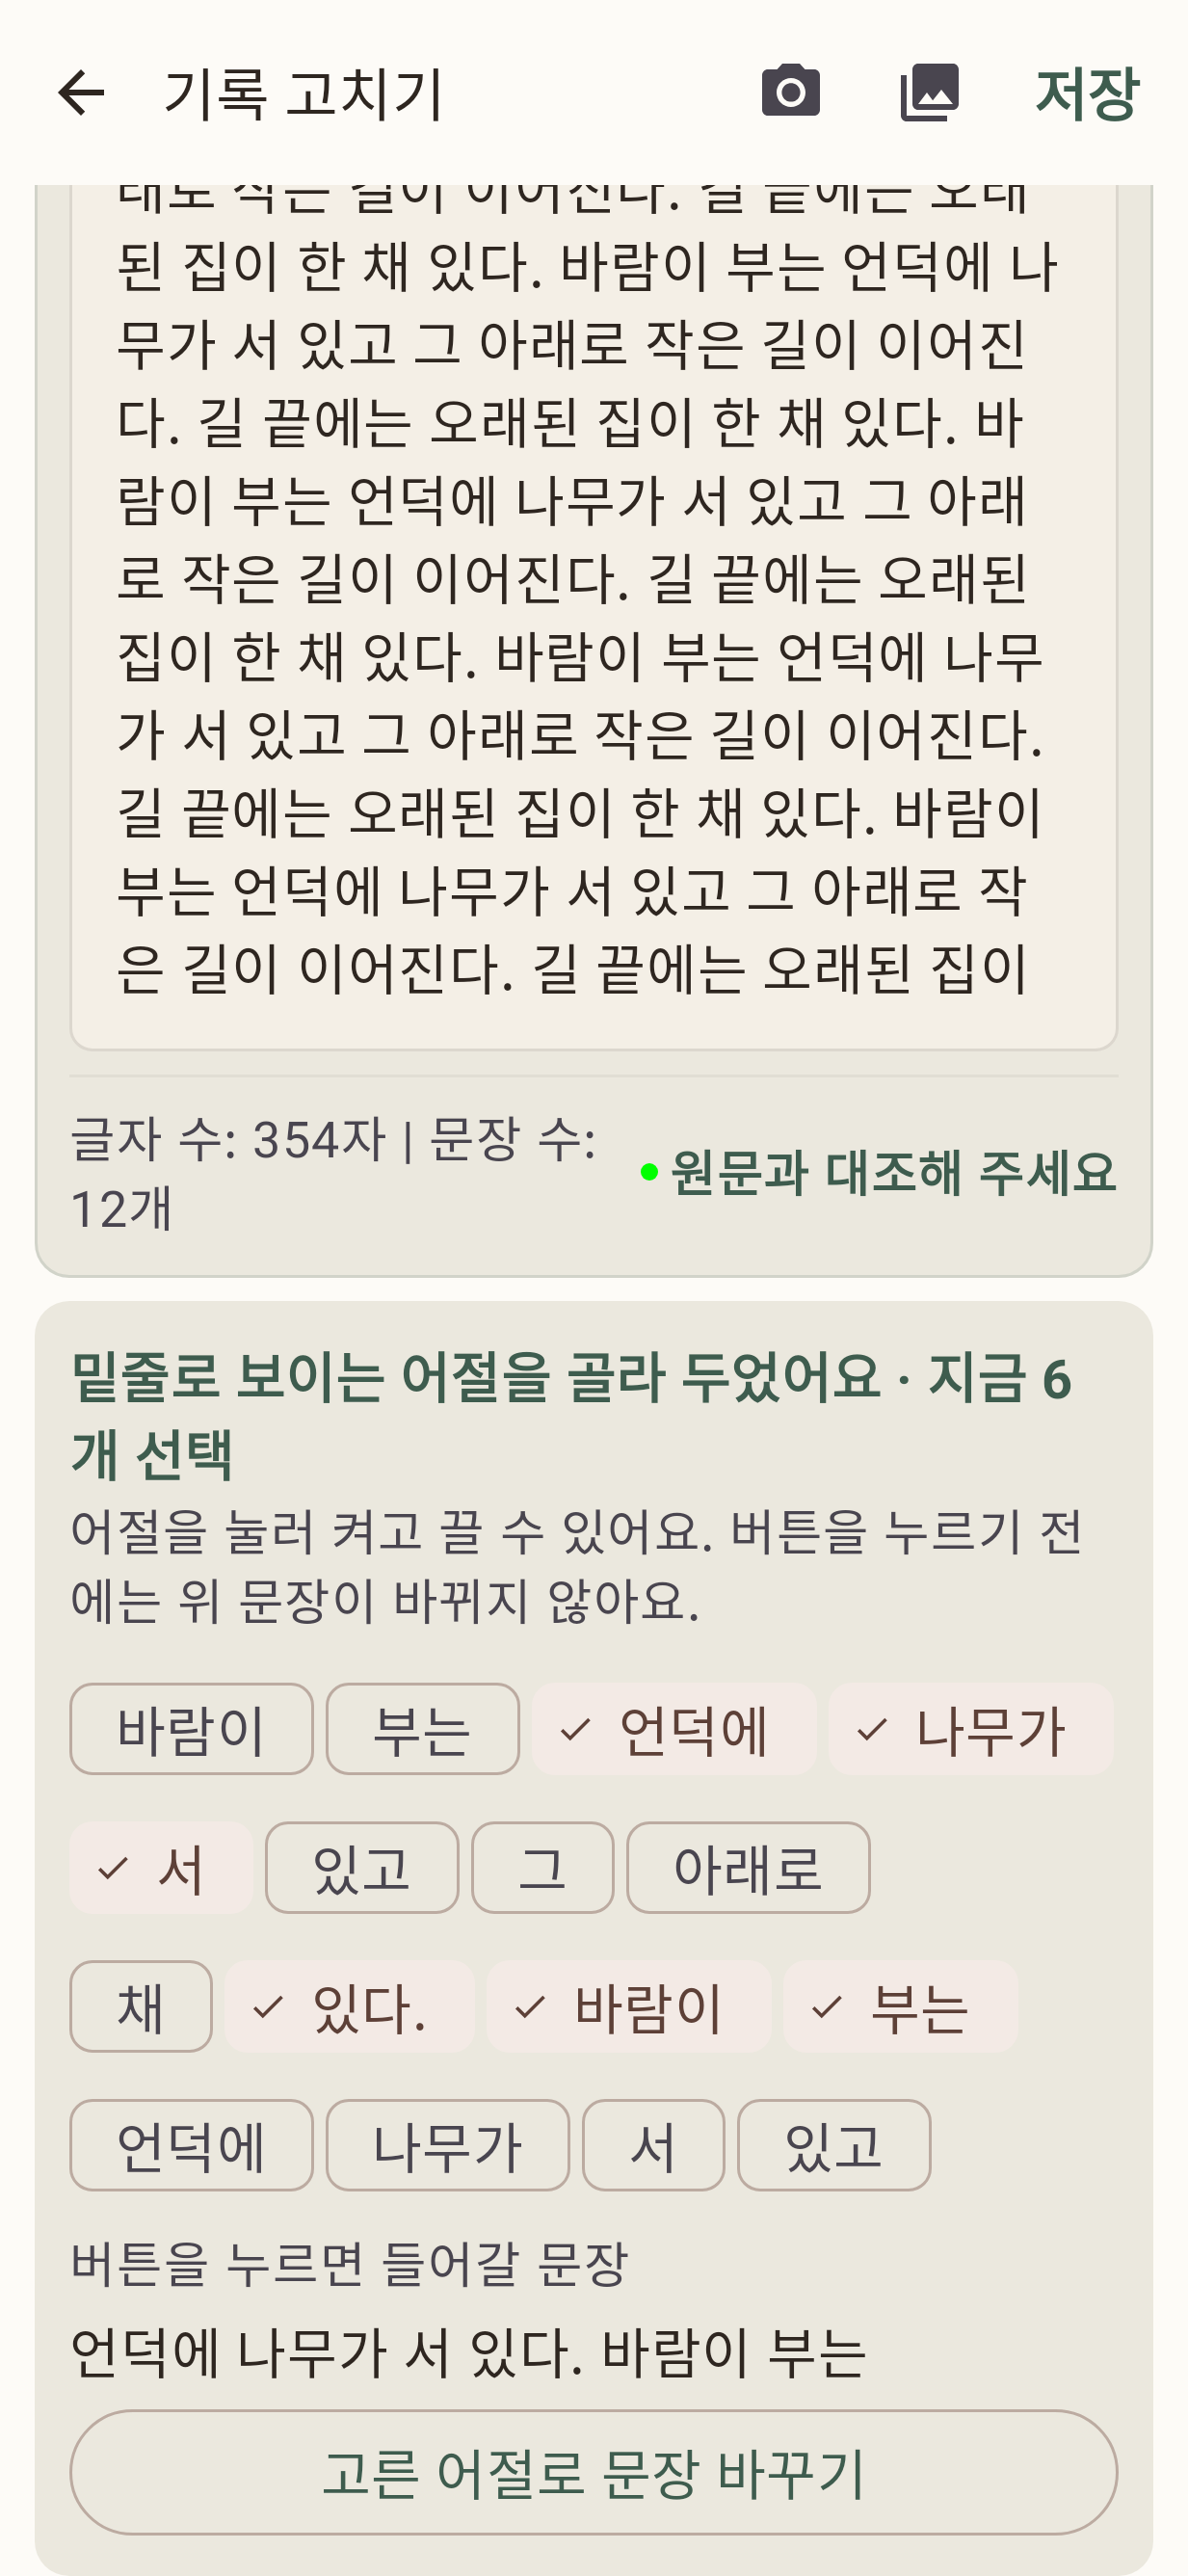 기록 고치기
저장
래로 작은 길이 이어진다. 길 끝에는 오래
된 집이 한 채 있다. 바람이 부는 언덕에 나
무가 서 있고 그 아래로 작은 길이 이어진
다. 길 끝에는 오래된 집이 한 채 있다. 바
람이 부는 언덕에 나무가 서 있고 그 아래
로 작은 길이 이어진다. 길 끝에는 오래된
집이 한 채 있다. 바람이 부는 언덕에 나무
가 서 있고 그 아래로 작은 길이 이어진다.
길 끝에는 오래된 집이 한 채 있다. 바람이
부는 언덕에 나무가 서 있고 그 아래로 작
은 길이 이어진다. 길 끝에는 오래된 집이
글자 수: 354자 | 문장 수:
12개
원문과 대조해 주세요
밑줄로 보이는 어절을 골라 두었어요 · 지금 6
개 선택
어절을 눌러 켜고 끌 수 있어요. 버튼을 누르기 전
에는 위 문장이 바뀌지 않아요.
바람이 부는 언덕에 나무가
서 있고 그 아래로
채 있다. 바람이 부는
언덕에 나무가 서 있고
버튼을 누르면 들어갈 문장
언덕에 나무가 서 있다. 바람이 부는
고른 어절로 문장 바꾸기